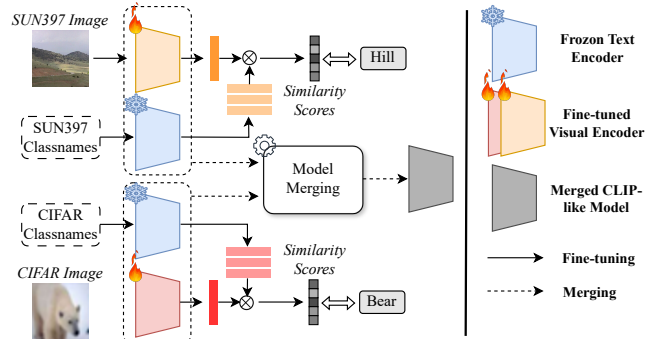 SUN397 Image
Hill
SUN397
Classnames
Similarity
Scores
Model
Merging
CIFAR
Classnames
CIFAR Image
Similarity
Scores
Bear
Frozon Text
Encoder
Fine-tuned
Visual Encoder
Merged CLIP-
like Model
Fine-tuning
Merging